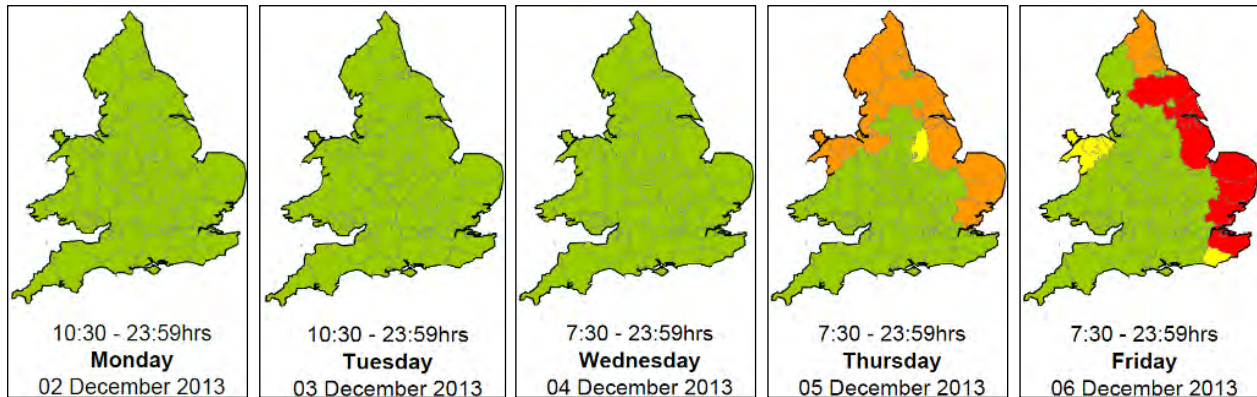 10:30 - 23:59hrs
Monday
02 December 2013
10:30 - 23:59hrs
Tuesday
03 December 2013
7:30 - 23:59hrs
Wednesday
04 December 2013
7:30 - 23:59hrs
Thursday
05 December 2013
7:30 - 23:59hrs
Friday
06 December 2013